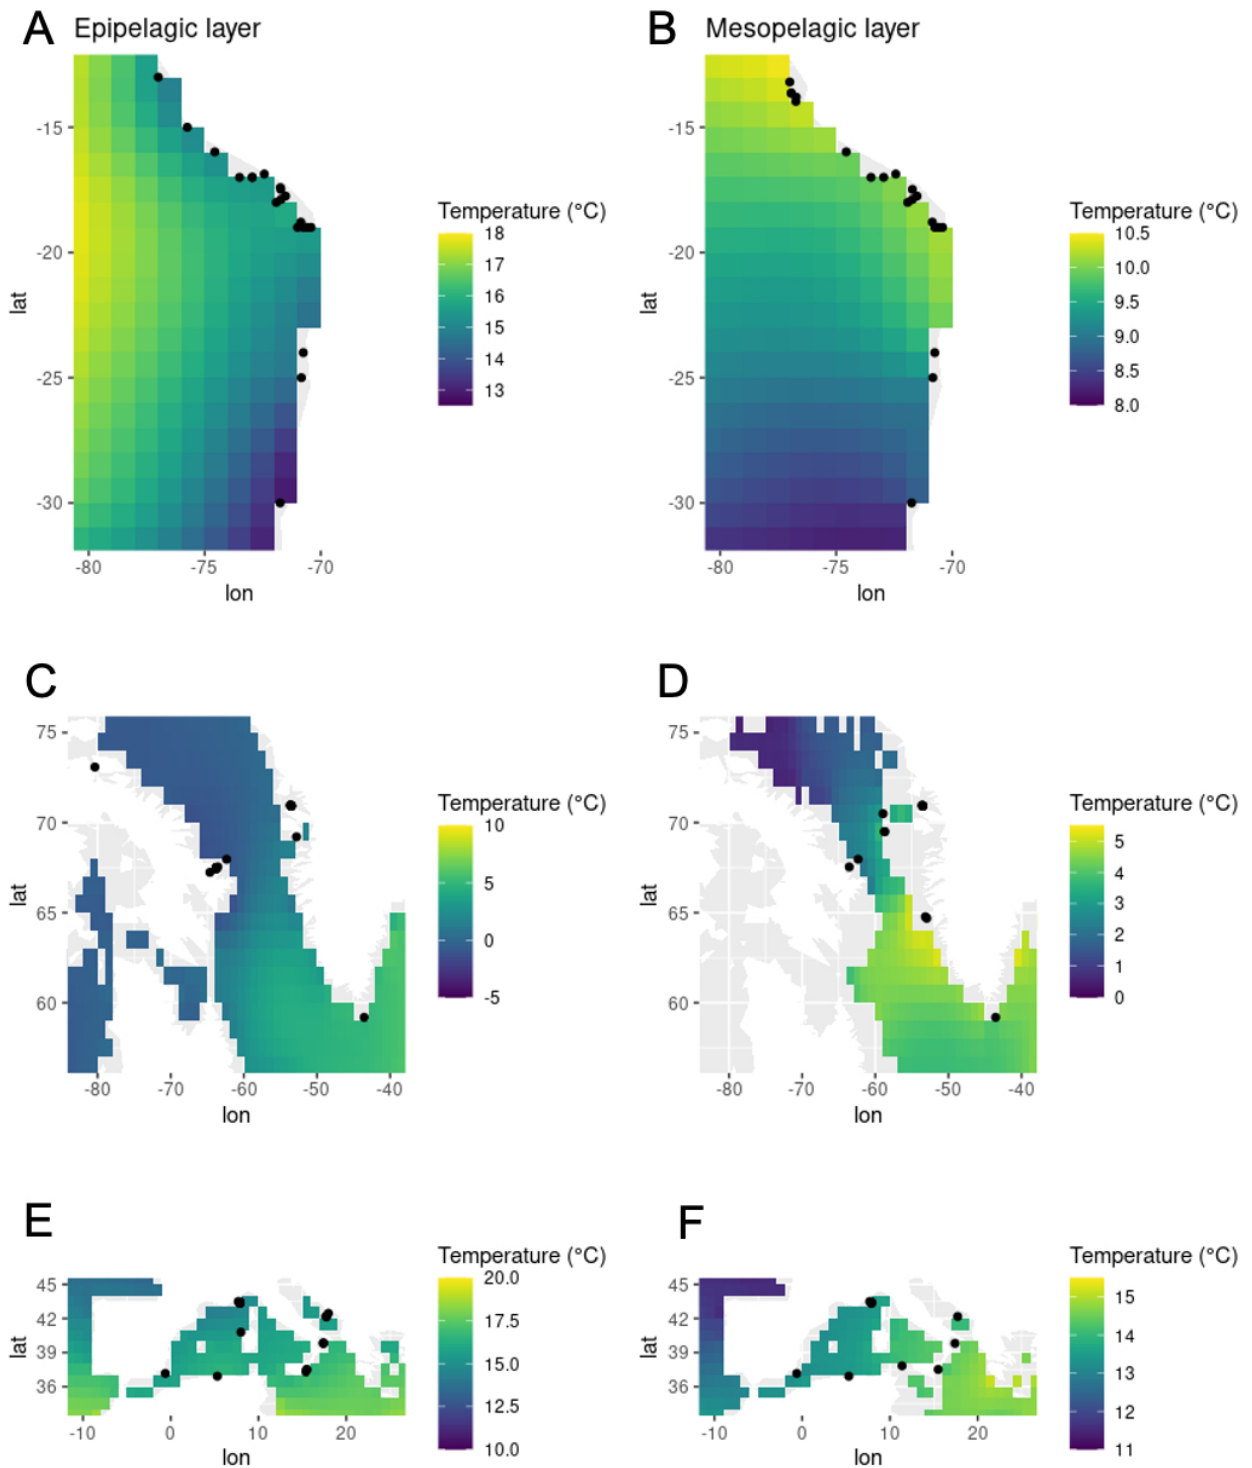 A Epipelagic layer
-15
-20
-25
-30
lat
-80 -75 -70
lon
Temperature (°C)
18
17
16
15
14
13
B Mesopelagic layer
-15
-20
-25
-30
lat
-80 -75 -70
lon
Temperature (°C)
10.5
10.0
9.5
9.0
8.5
8.0
C
75
70
65
60
lat
-80 -70 -60 -50 -40
lon
Temperature (°C)
10
5
0
-5
D
75
70
65
60
lat
-80 -70 -60 -50 -40
lon
Temperature (°C)
5
4
3
2
1
0
E
45
42
39
36
lat
-10 0 10 20
lon
Temperature (°C)
20.0
17.5
15.0
12.5
10.0
F
45
42
39
36
lat
-10 0 10 20
lon
Temperature (°C)
15
14
13
12
11